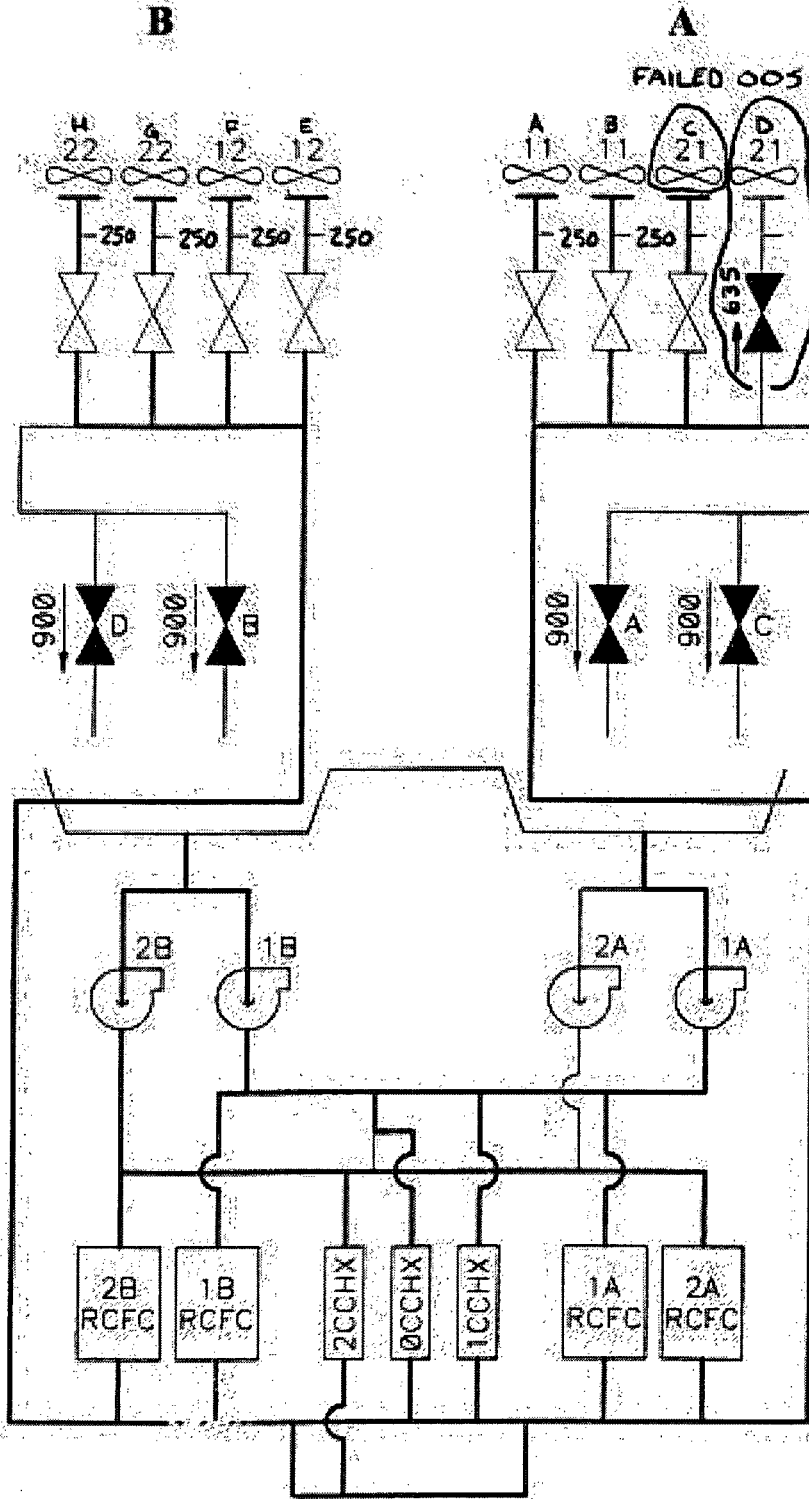 B A
FAILED OOS
H G F E A B C D
22 22 12 12 11 11 21 21
250 250 250 250 250 250
635
900 D 900 B 900 A 900 C
2B 1B 2A 1A
2B RCFC
1B RCFC
2CCHX
0CCHX
1CCHX
1A RCFC
2A RCFC